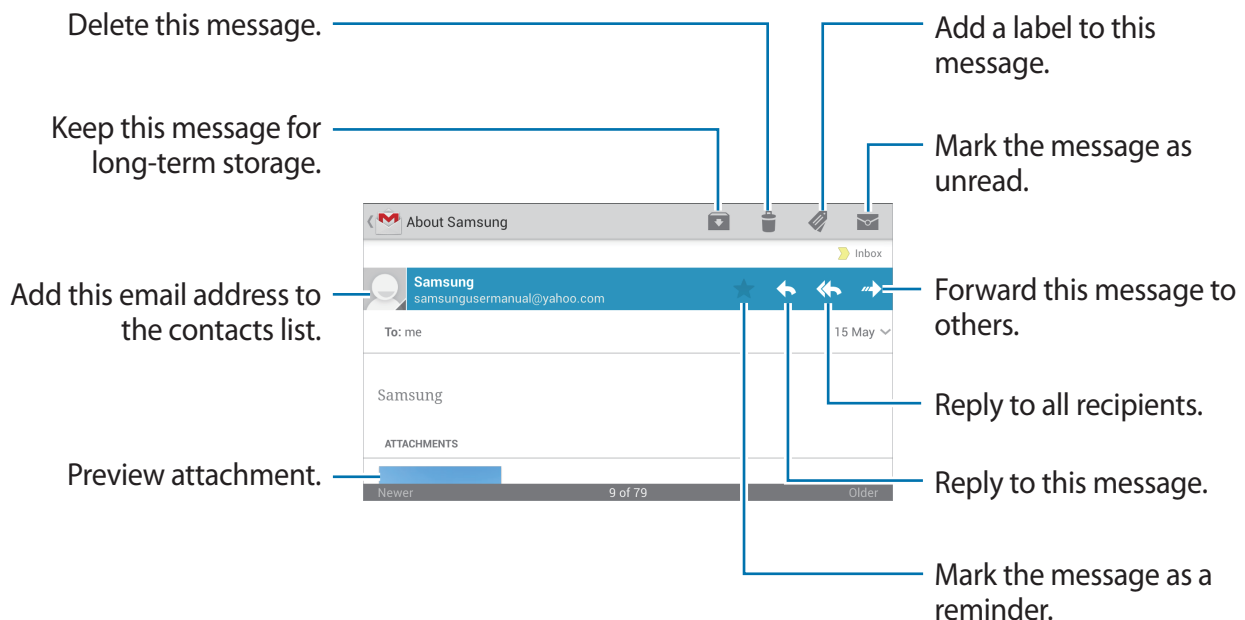 Delete this message.
Add a label to this
message.
Keep this message for
long-term storage.
Mark the message as
unread.
About Samsung
Inbox
Samsung
samsungusermanual@yahoo.com
Add this email address to
the contacts list.
Forward this message to
others.
To: me
15 May
Samsung
Reply to all recipients.
ATTACHMENTS
Preview attachment.
Reply to this message.
Newer
9 of 79
Older
Mark the message as a
reminder.